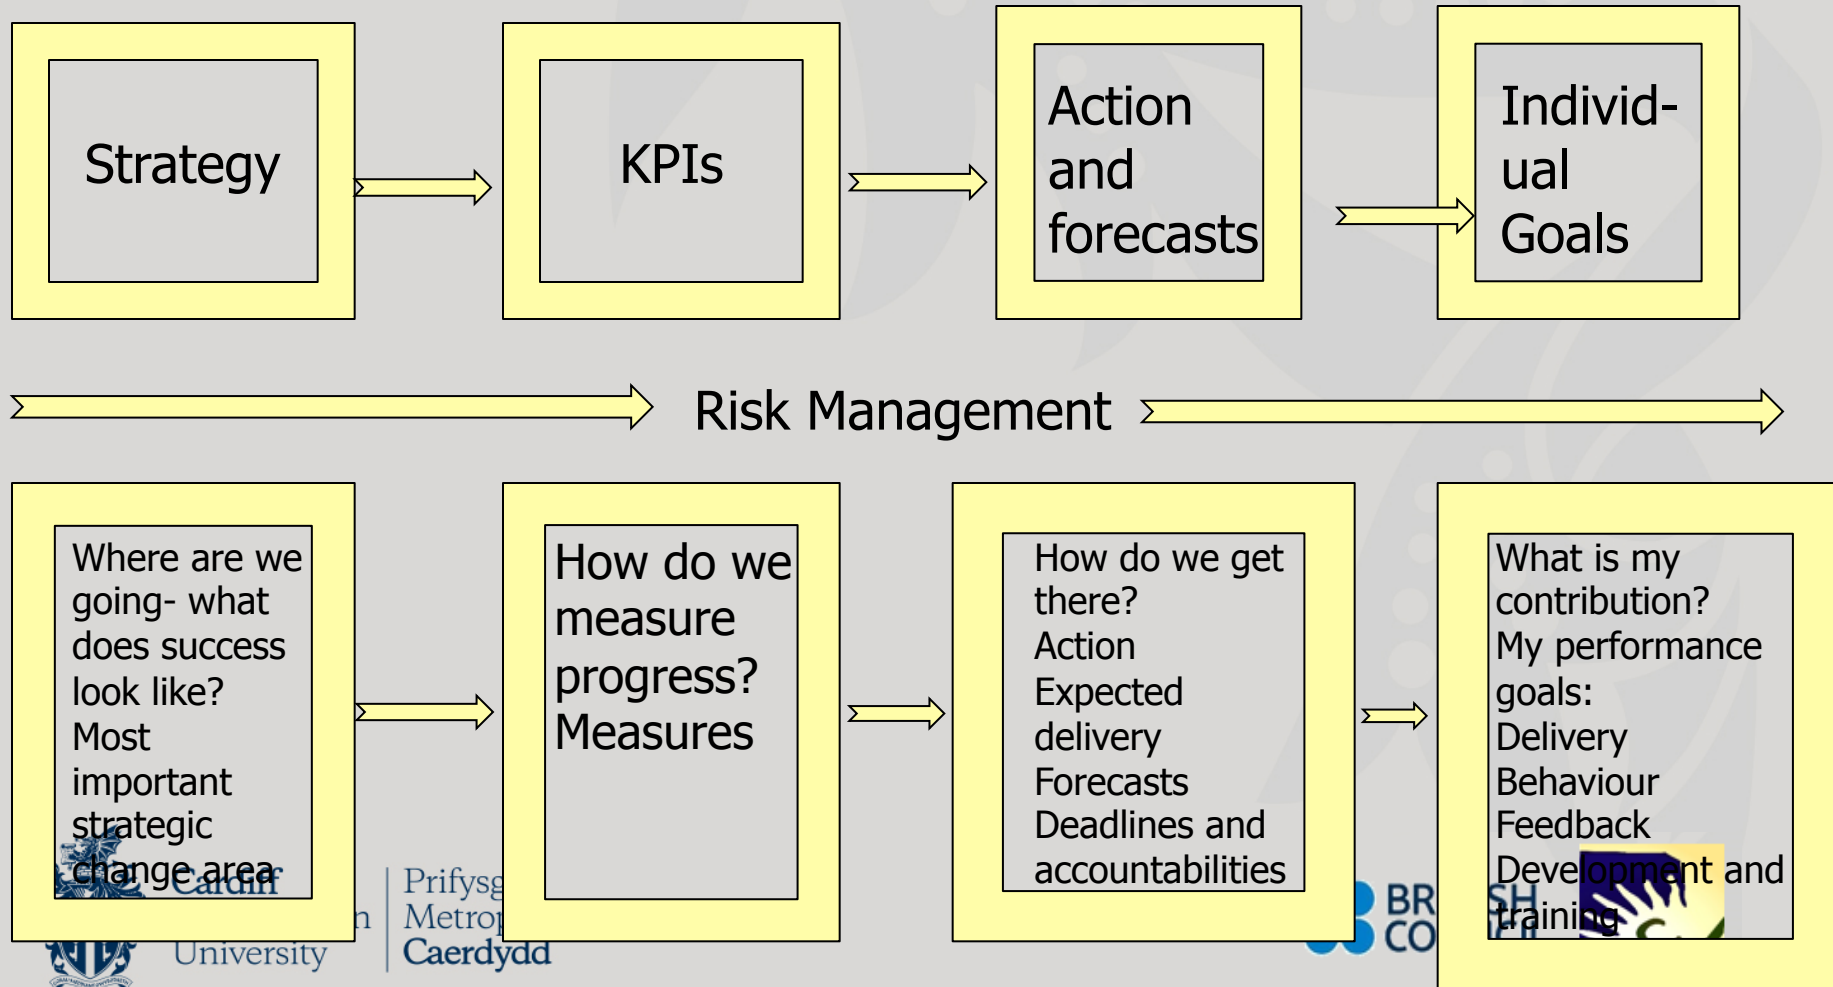 Strategy
KPIs
Action
and
forecasts
Individ-
ual
Goals
Risk Management
Where are we
going- what
does success
look like?
Most
important
strategic
change area
How do we
measure
progress?
Measures
How do we get
there?
Action
Expected
delivery
Forecasts
Deadlines and
accountabilities
What is my
contribution?
My performance
goals:
Delivery
Behaviour
Feedback
Development and
training
Cardiff
University
Caerdydd